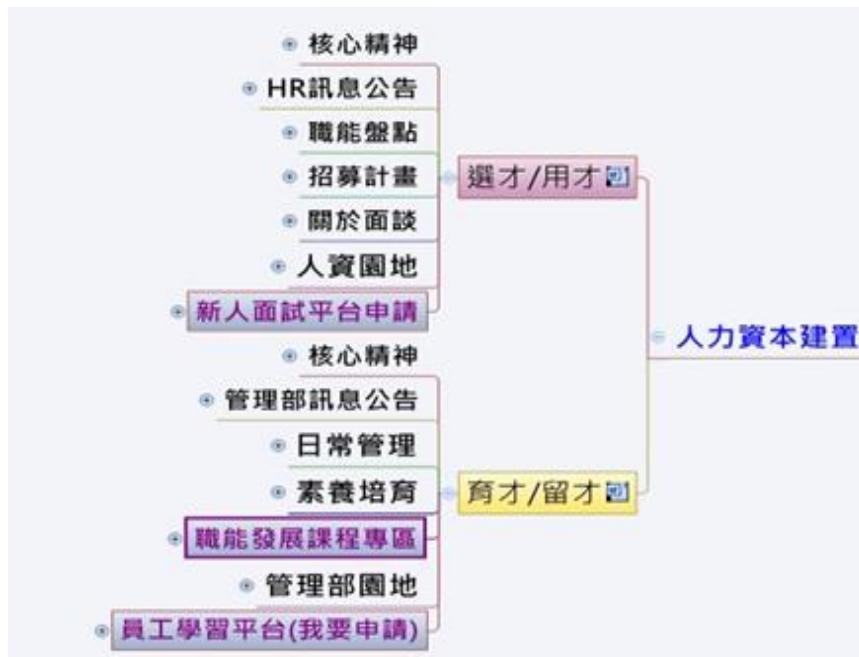 核心精神
HR訊息公告
職能盤點
招募計畫
關於面談
人資園地
新人面試平台申請
選才/用才
核心精神
管理部訊息公告
日常管理
素養培育
職能發展課程專區
管理部園地
員工學習平台(我要申請)
育才/留才
人力資本建置